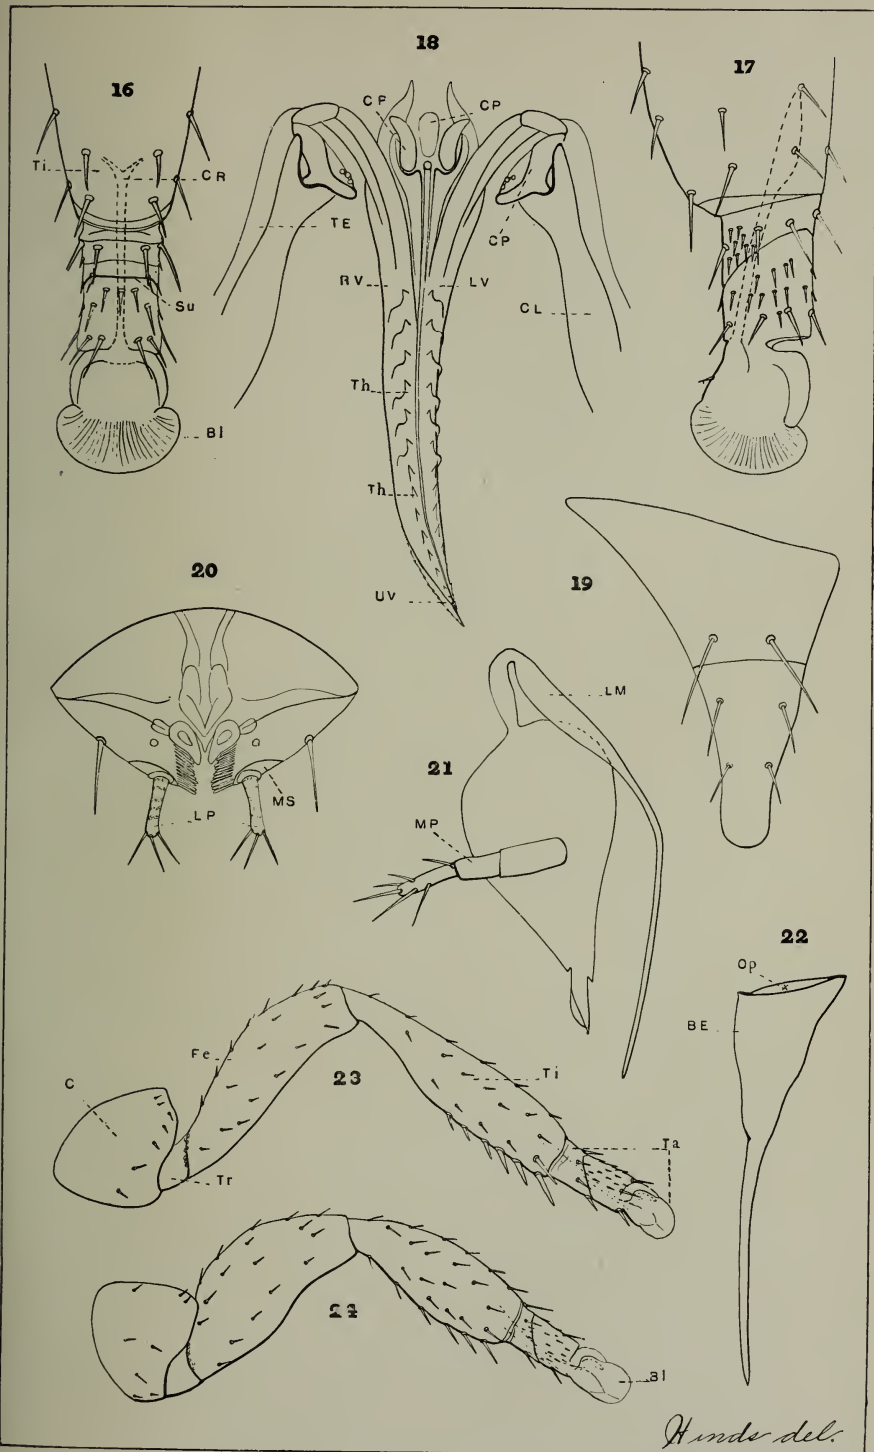 18
16
17
CP
CP
Ti
CR
TE
CP
RV
LV
Su
CL
Th
Bl
Th
20
19
UV
LM
21
MP
MS
LP
22
Op
BE
Fe
23
Ti
C
Ta
Tr
24
Bl
Hinds del.